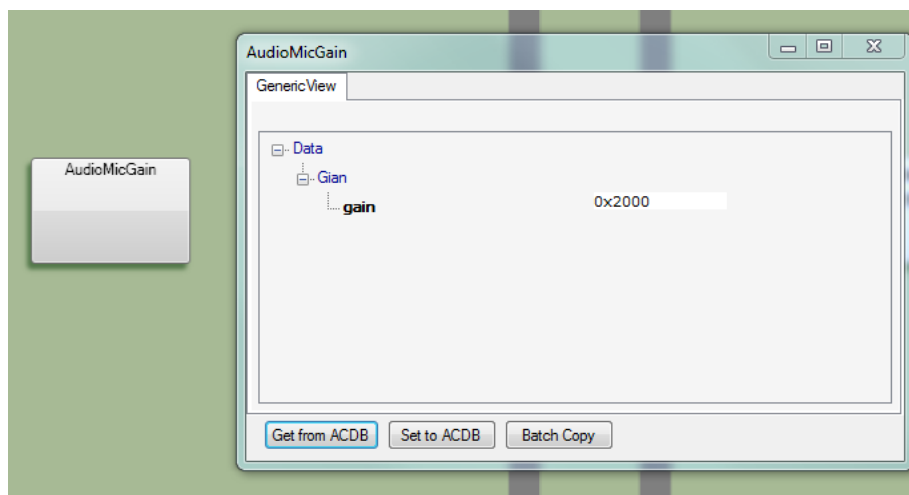 AudioMicGain
AudioMicGain
GenericView
Data
Gian
gain 0x2000
Get from ACDB Set to ACDB Batch Copy